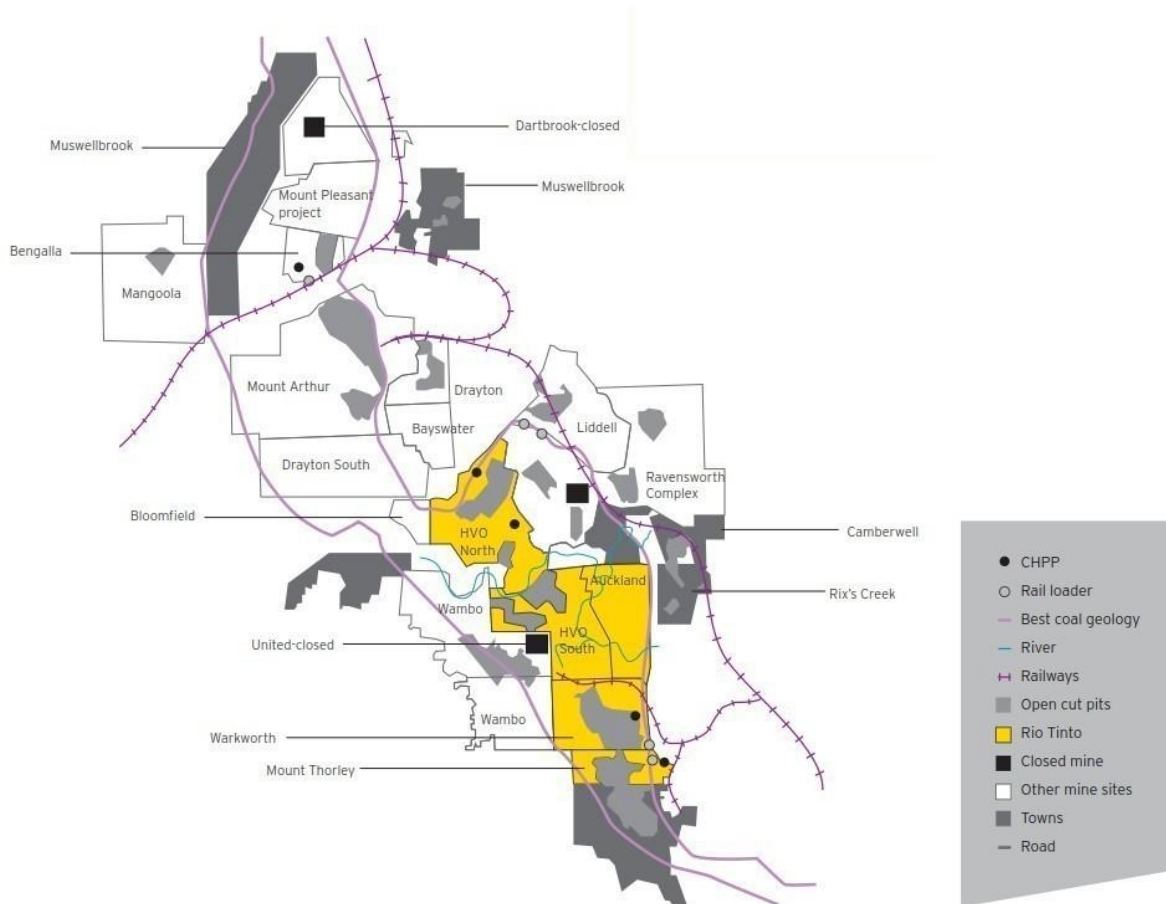 Dartbrook-closed
Muswellbrook
Muswellbrook
Mount Pleasant
project
Bengalla
Mangoola
Mount Arthur
Drayton
Bayswater
Liddell
Drayton South
Ravensworth
Complex
Bloomfield
Camberwell
HVO
North
Auckland
Rix's Creek
Wambo
HVO
South
United-closed
Wambo
Warkworth
Mount Thorley
CHPP
Rail loader
Best coal geology
River
Railways
Open cut pits
Rio Tinto
Closed mine
Other mine sites
Towns
Road